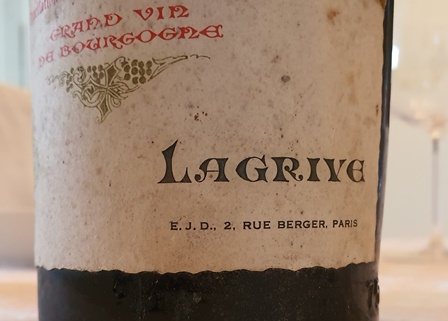 GRAND VIN
DE BOURGOGNE
LAGRIVE
E. J. D., 2, RUE BERGER, PARIS